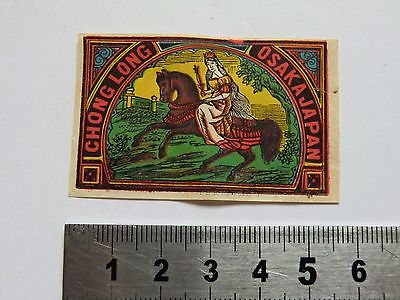 CHONG LONG
OSAKA JAPAN
1 2 3 4 5 6